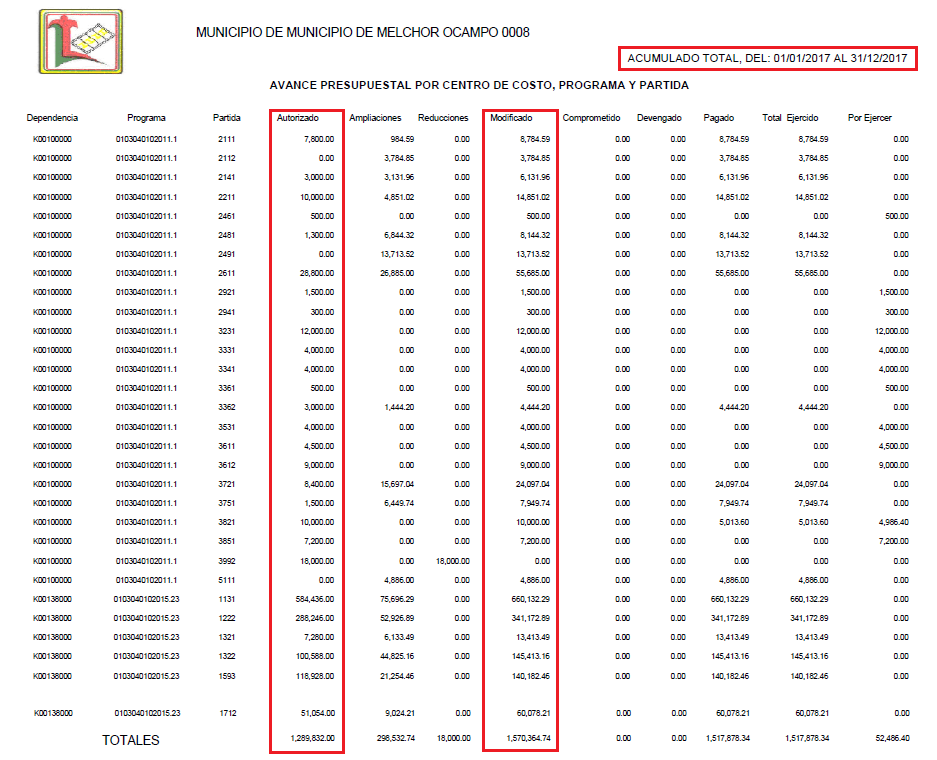 MUNICIPIO DE MUNICIPIO DE MELCHOR OCAMPO 0008
ACUMULADO TOTAL, DEL: 01/01/2017 AL 31/12/2017
AVANCE PRESUPUESTAL POR CENTRO DE COSTO, PROGRAMA Y PARTIDA
Dependencia Programa Partida Autorizado Ampliaciones Reducciones Modificado Comprometido Devengado Pagado Total Ejercido Por Ejercer
K00100000 0103040102011.1 2111 7,800.00 984.59 0.00 8,784.59 0.00 0.00 8,784.59 8,784.59 0.00
K00100000 0103040102011.1 2112 0.00 3,784.85 0.00 3,784.85 0.00 0.00 3,784.85 3,784.85 0.00
K00100000 0103040102011.1 2141 3,000.00 3,131.96 0.00 6,131.96 0.00 0.00 6,131.96 6,131.96 0.00
K00100000 0103040102011.1 2211 10,000.00 4,851.02 0.00 14,851.02 0.00 0.00 14,851.02 14,851.02 0.00
K00100000 0103040102011.1 2461 500.00 0.00 0.00 500.00 0.00 0.00 0.00 0.00 500.00
K00100000 0103040102011.1 2481 1,300.00 6,844.32 0.00 8,144.32 0.00 0.00 8,144.32 8,144.32 0.00
K00100000 0103040102011.1 2491 0.00 13,713.52 0.00 13,713.52 0.00 0.00 13,713.52 13,713.52 0.00
K00100000 0103040102011.1 2611 28,800.00 26,885.00 0.00 55,685.00 0.00 0.00 55,685.00 55,685.00 0.00
K00100000 0103040102011.1 2921 1,500.00 0.00 0.00 1,500.00 0.00 0.00 0.00 0.00 1,500.00
K00100000 0103040102011.1 2941 300.00 0.00 0.00 300.00 0.00 0.00 0.00 0.00 300.00
K00100000 0103040102011.1 3231 12,000.00 0.00 0.00 12,000.00 0.00 0.00 0.00 0.00 12,000.00
K00100000 0103040102011.1 3331 4,000.00 0.00 0.00 4,000.00 0.00 0.00 0.00 0.00 4,000.00
K00100000 0103040102011.1 3341 4,000.00 0.00 0.00 4,000.00 0.00 0.00 0.00 0.00 4,000.00
K00100000 0103040102011.1 3361 500.00 0.00 0.00 500.00 0.00 0.00 0.00 0.00 500.00
K00100000 0103040102011.1 3362 3,000.00 1,444.20 0.00 4,444.20 0.00 0.00 4,444.20 4,444.20 0.00
K00100000 0103040102011.1 3531 4,000.00 0.00 0.00 4,000.00 0.00 0.00 0.00 0.00 4,000.00
K00100000 0103040102011.1 3611 4,500.00 0.00 0.00 4,500.00 0.00 0.00 0.00 0.00 4,500.00
K00100000 0103040102011.1 3612 9,000.00 0.00 0.00 9,000.00 0.00 0.00 0.00 0.00 9,000.00
K00100000 0103040102011.1 3721 8,400.00 15,697.04 0.00 24,097.04 0.00 0.00 24,097.04 24,097.04 0.00
K00100000 0103040102011.1 3751 1,500.00 6,449.74 0.00 7,949.74 0.00 0.00 7,949.74 7,949.74 0.00
K00100000 0103040102011.1 3821 10,000.00 0.00 0.00 10,000.00 0.00 0.00 5,013.60 5,013.60 4,986.40
K00100000 0103040102011.1 3851 7,200.00 0.00 0.00 7,200.00 0.00 0.00 0.00 0.00 7,200.00
K00100000 0103040102011.1 3992 18,000.00 0.00 18,000.00 0.00 0.00 0.00 0.00 0.00 0.00
K00100000 0103040102011.1 5111 0.00 4,886.00 0.00 4,886.00 0.00 0.00 4,886.00 4,886.00 0.00
K00138000 0103040102015.23 1131 584,436.00 75,696.29 0.00 660,132.29 0.00 0.00 660,132.29 660,132.29 0.00
K00138000 0103040102015.23 1222 288,246.00 52,926.89 0.00 341,172.89 0.00 0.00 341,172.89 341,172.89 0.00
K00138000 0103040102015.23 1321 7,280.00 6,133.49 0.00 13,413.49 0.00 0.00 13,413.49 13,413.49 0.00
K00138000 0103040102015.23 1322 100,588.00 44,825.16 0.00 145,413.16 0.00 0.00 145,413.16 145,413.16 0.00
K00138000 0103040102015.23 1593 118,928.00 21,254.46 0.00 140,182.46 0.00 0.00 140,182.46 140,182.46 0.00
K00138000 0103040102015.23 1712 51,054.00 9,024.21 0.00 60,078.21 0.00 0.00 60,078.21 60,078.21 0.00
TOTALES 1,289,832.00 298,532.74 18,000.00 1,570,364.74 0.00 0.00 1,517,878.34 1,517,878.34 52,486.40